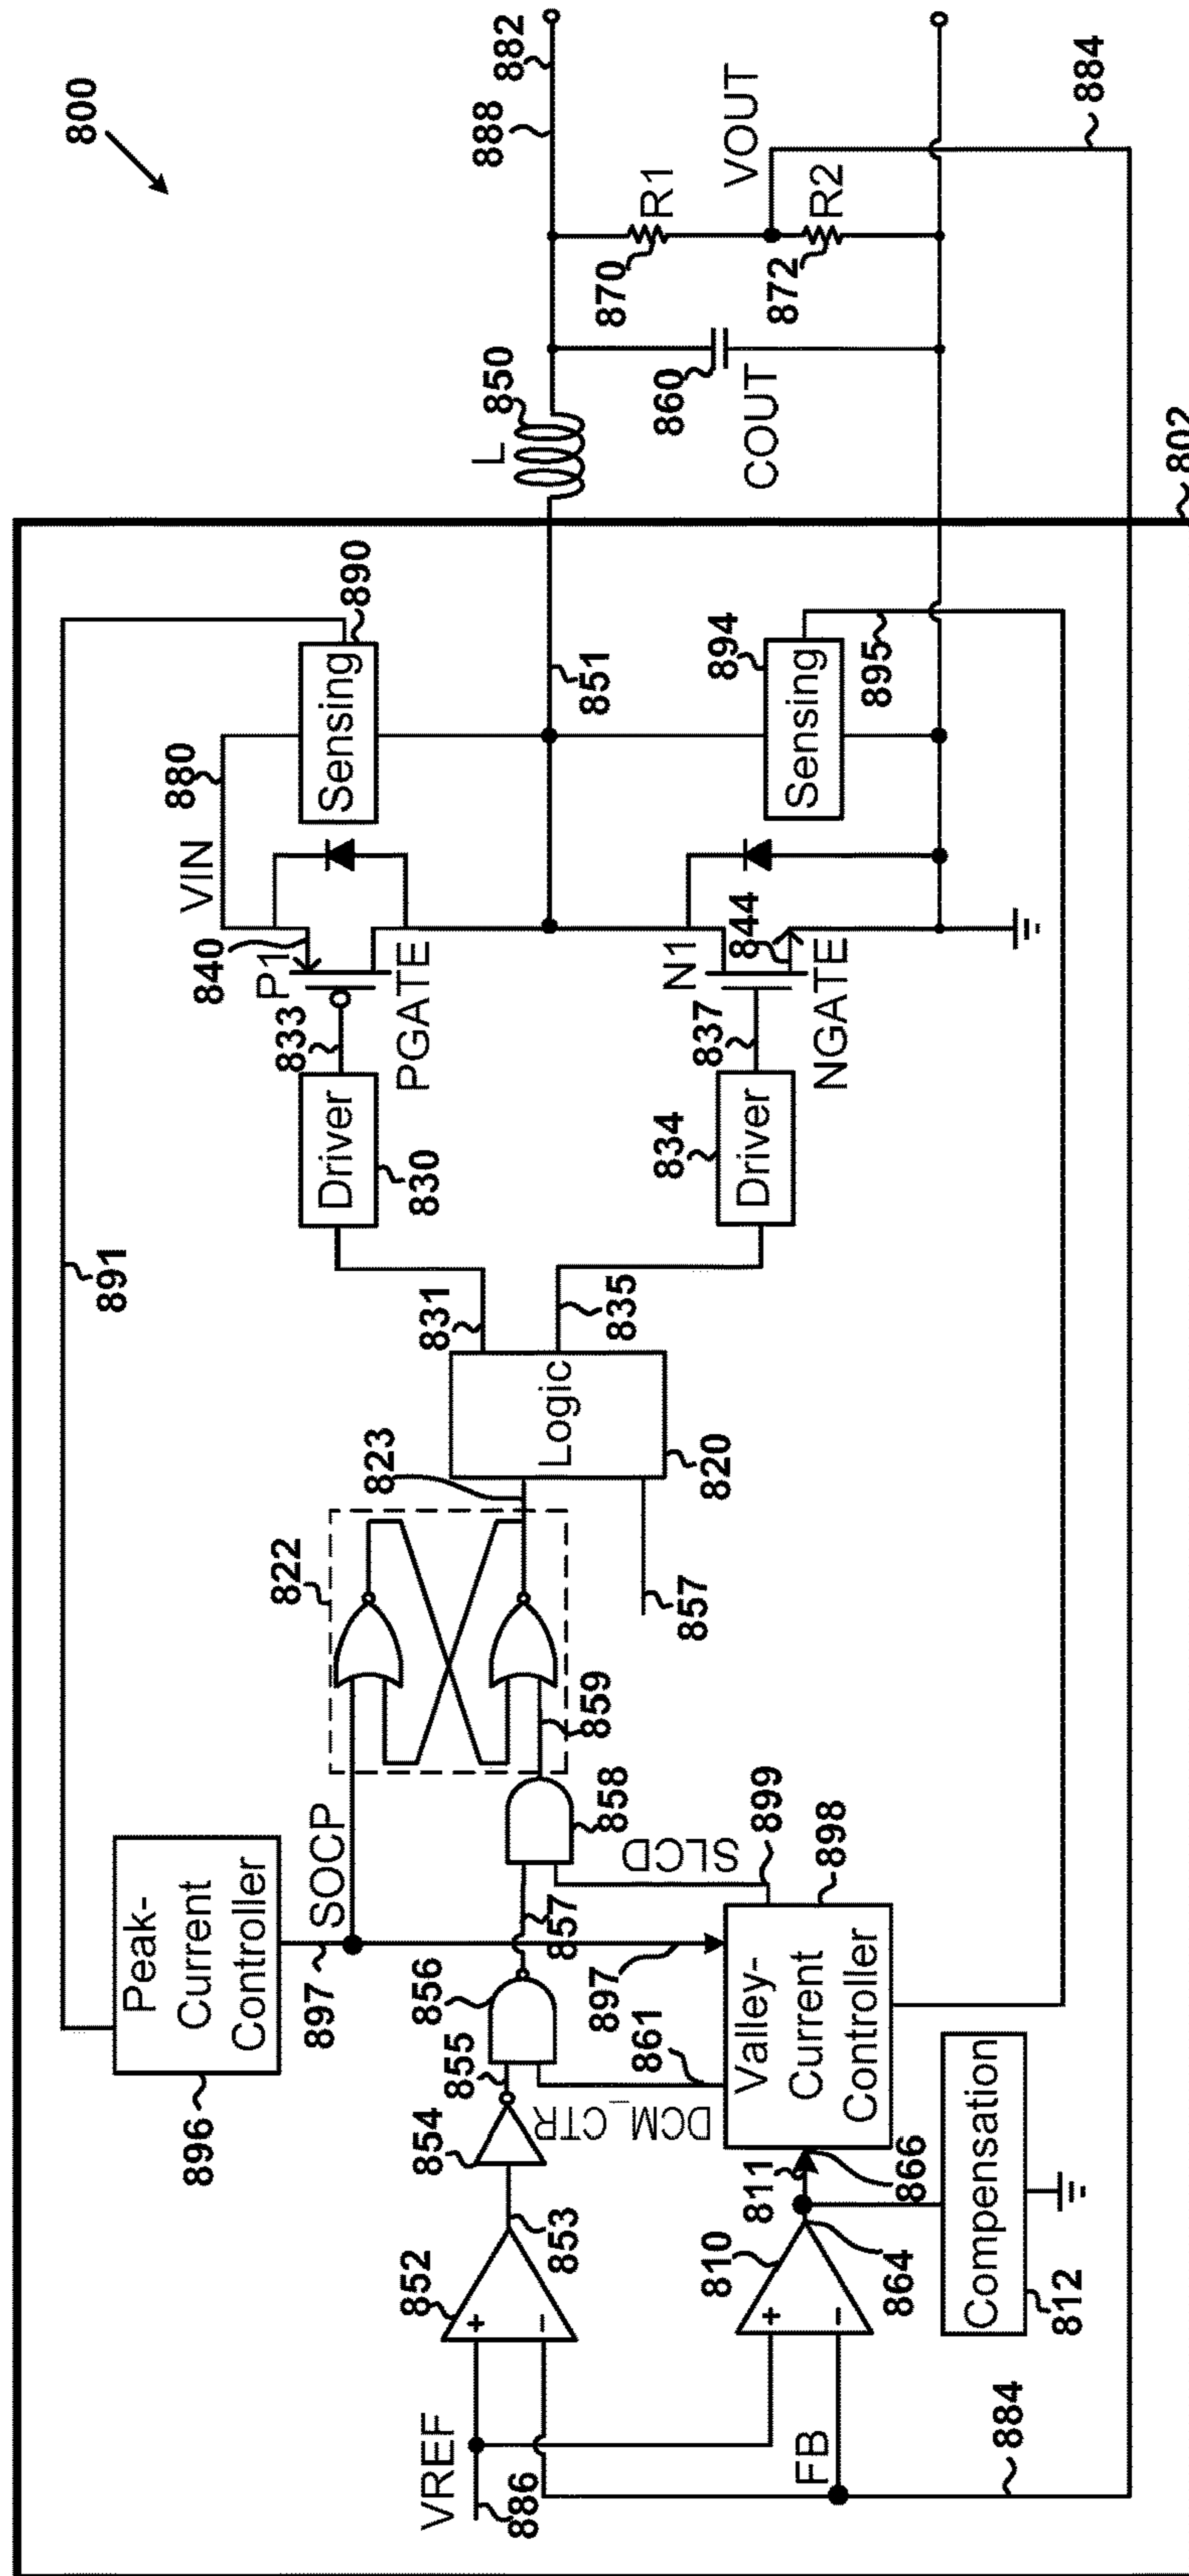 800
891
Peak-
Current
Controller
896
897
SOCP
822
823
Logic
820
857
831
835
Driver
830
833
PGATE
P1
840
VIN
880
Sensing
890
851
L
850
888
882
870
R1
VOUT
872
R2
884
860
COUT
Driver
834
837
NGATE
N1
844
Sensing
894
895
802
VREF
886
852
+
-
853
854
855
856
857
858
859
DCM_CTR
861
897
SLCD
899
Valley-
Current
Controller
898
FB
884
810
+
-
864
811
866
Compensation
812